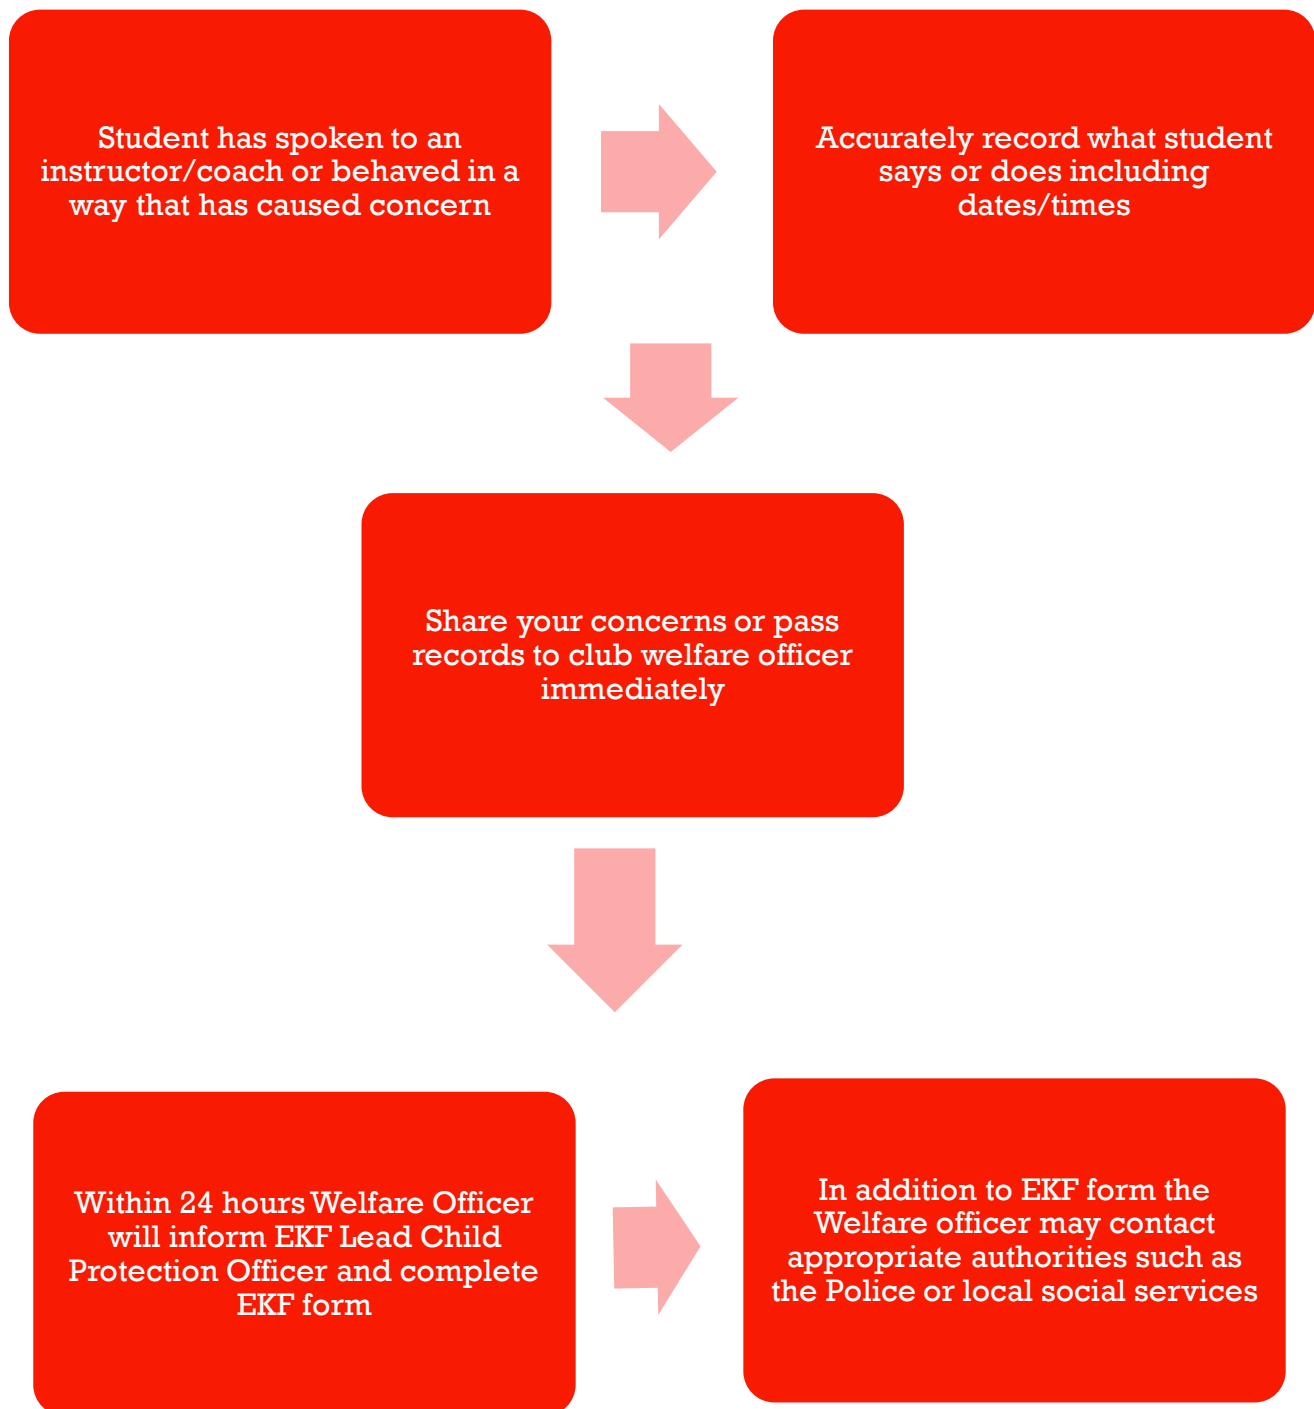 Student has spoken to an
instructor/coach or behaved in a
way that has caused concern
Accurately record what student
says or does including
dates/times
Share your concerns or pass
records to club welfare officer
immediately
Within 24 hours Welfare Officer
will inform EKF Lead Child
Protection Officer and complete
EKF form
In addition to EKF form the
Welfare officer may contact
appropriate authorities such as
the Police or local social services